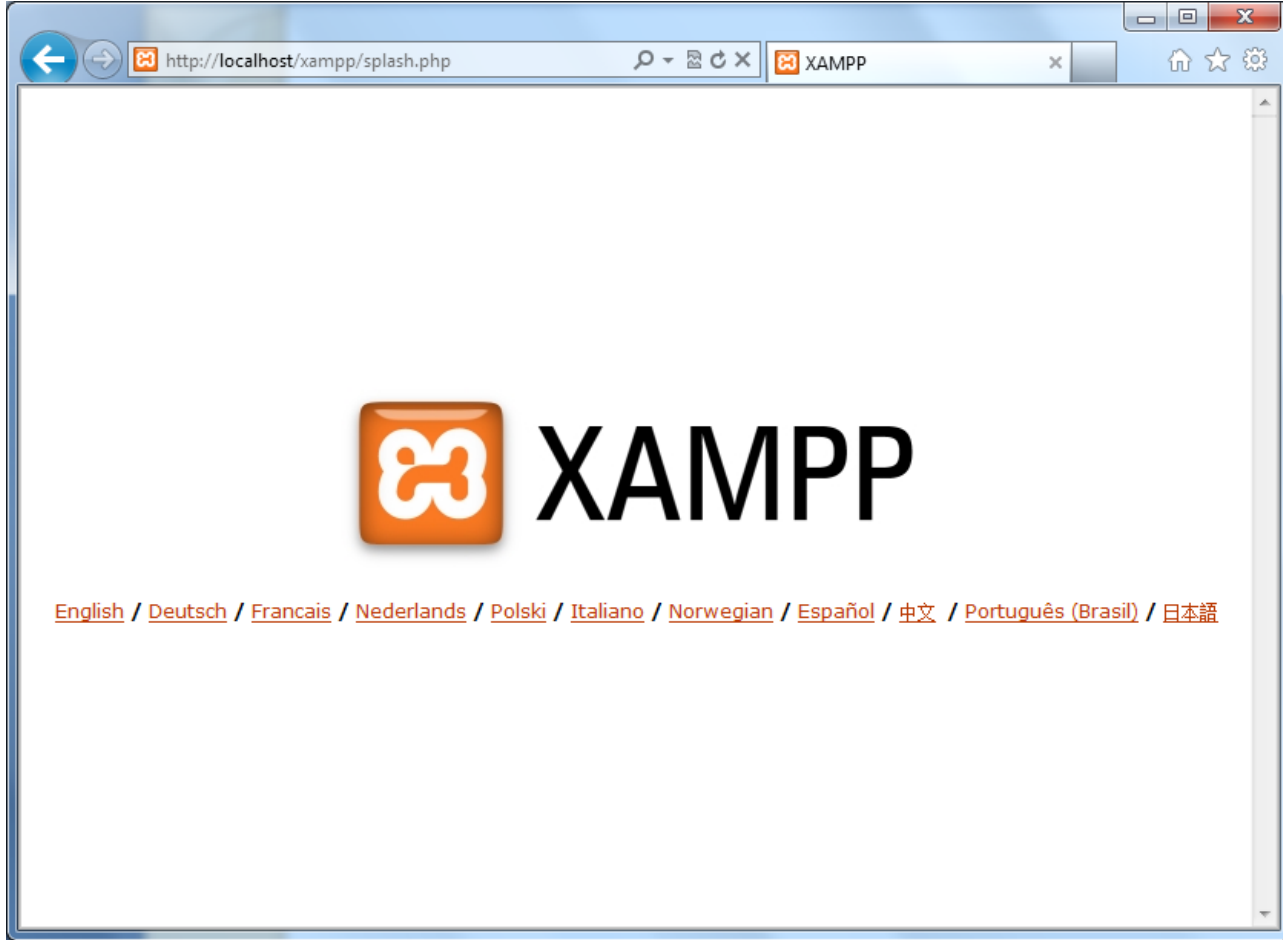 http://localhost/xampp/splash.php XAMPP
XAMPP
English / Deutsch / Francais / Nederlands / Polski / Italiano / Norwegian / Español / 中文 / Português (Brasil) / 日本語